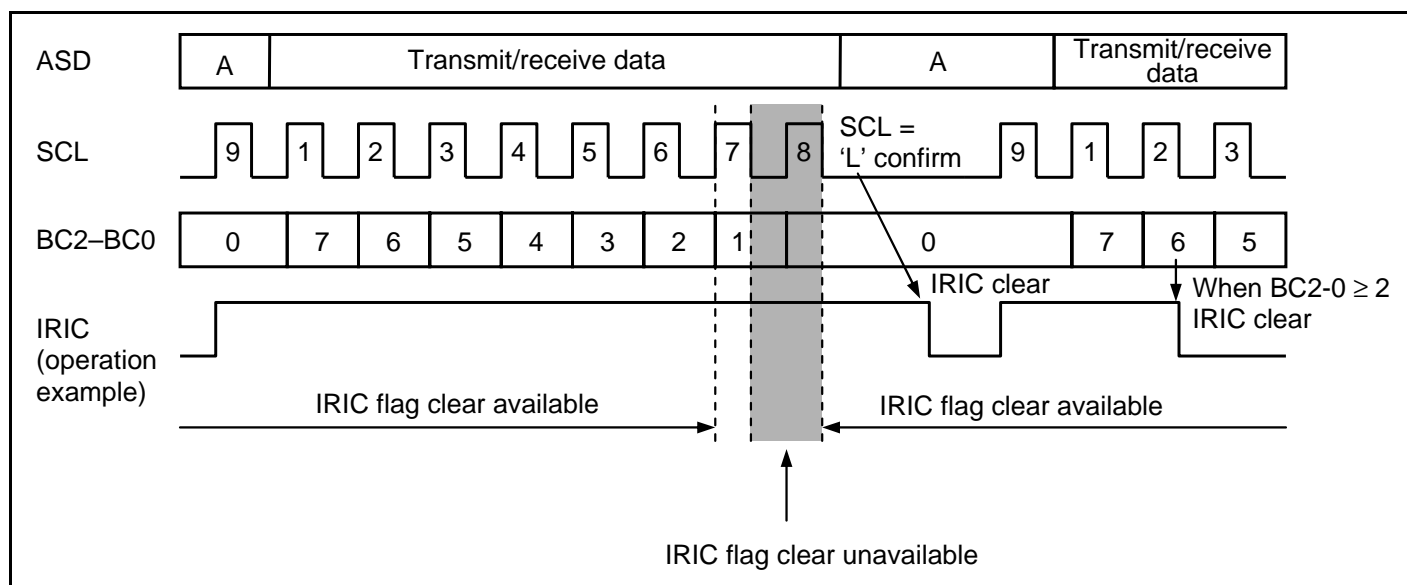 ASD
A
Transmit/receive data
A
Transmit/receive
data
SCL
9
1
2
3
4
5
6
7
8
SCL =
‘L’ confirm
9
1
2
3
BC2–BC0
0
7
6
5
4
3
2
1
0
7
6
5
IRIC
(operation
example)
IRIC clear
When BC2-0 ≥ 2
IRIC clear
IRIC flag clear available
IRIC flag clear available
IRIC flag clear unavailable